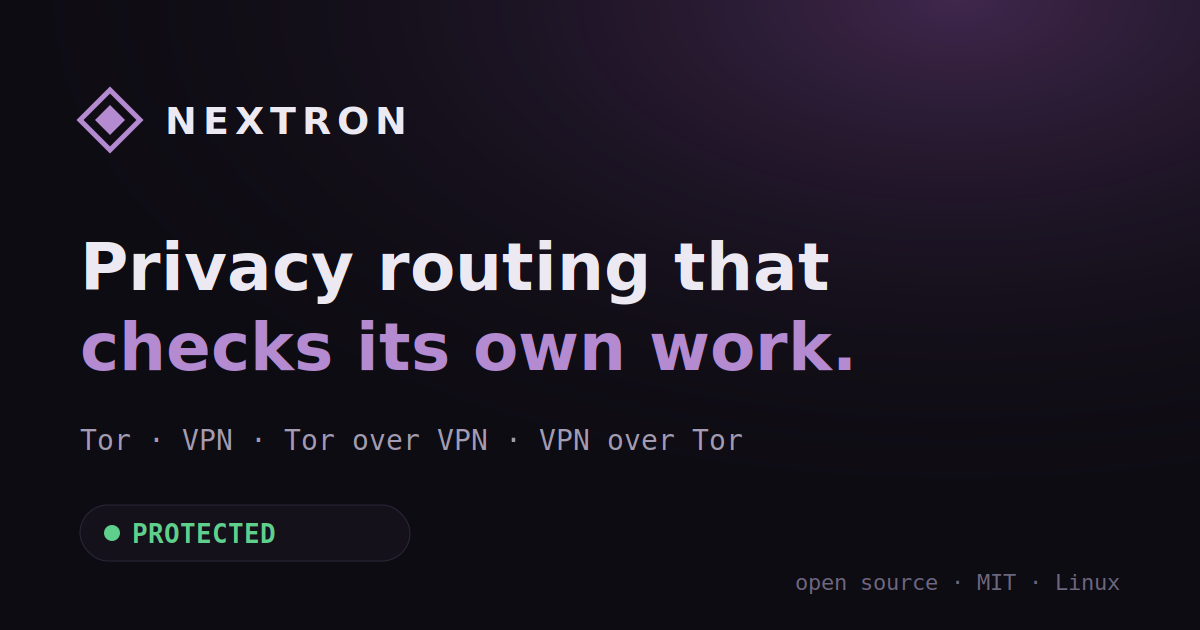 NEXTRON
Privacy routing that
checks its own work.
Tor · VPN · Tor over VPN · VPN over Tor
PROTECTED
open source · MIT · Linux